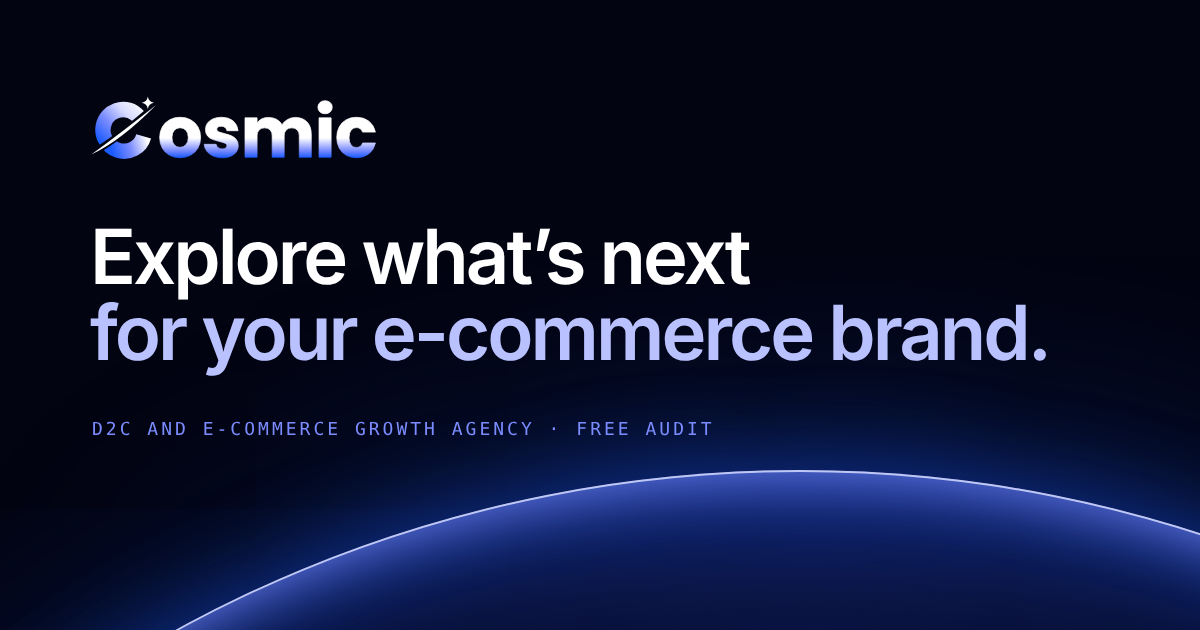 Cosmic
Explore what’s next
for your e-commerce brand.
D2C AND E-COMMERCE GROWTH AGENCY · FREE AUDIT